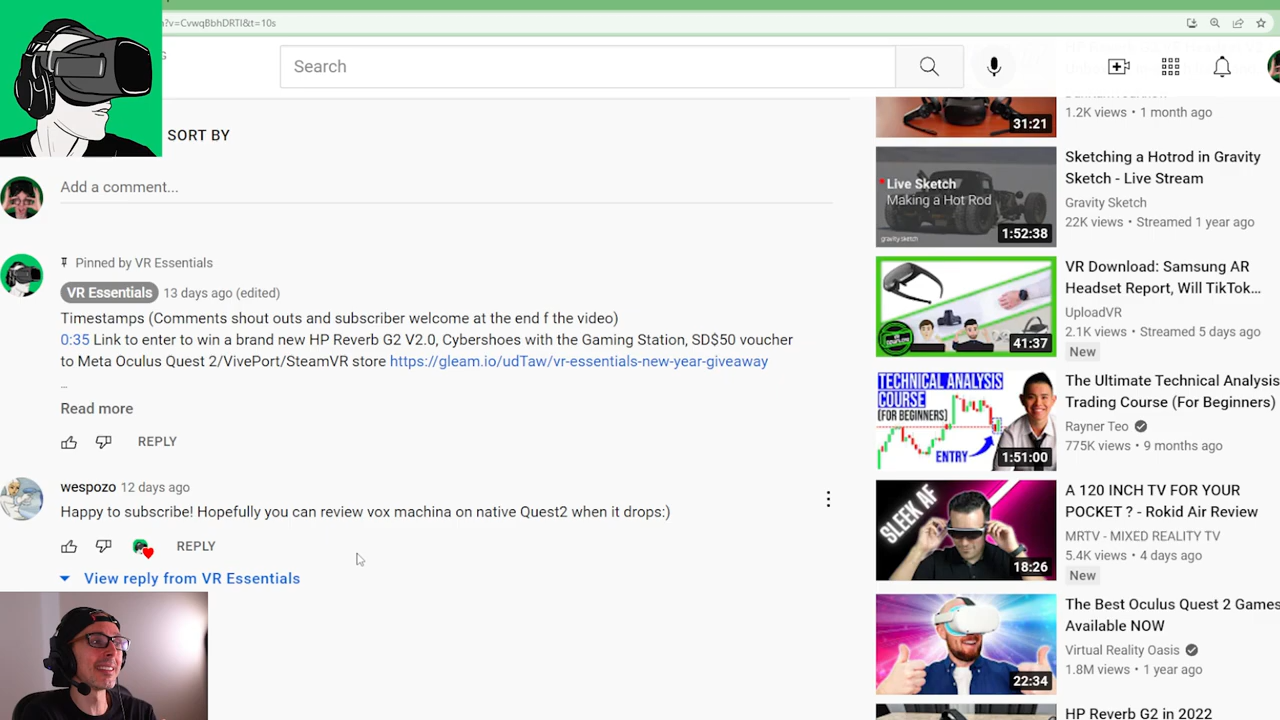 n?v=CvwqBbhDRTI&t=10s
Search
SORT BY
Add a comment...
Pinned by VR Essentials
VR Essentials 13 days ago (edited)
Timestamps (Comments shout outs and subscriber welcome at the end f the video)
0:35 Link to enter to win a brand new HP Reverb G2 V2.0, Cybershoes with the Gaming Station, SD$50 voucher
to Meta Oculus Quest 2/VivePort/SteamVR store https://gleam.io/udTaw/vr-essentials-new-year-giveaway
...
Read more
REPLY
wespozo 12 days ago
Happy to subscribe! Hopefully you can review vox machina on native Quest2 when it drops:)
REPLY
View reply from VR Essentials
31:21
1.2K views • 1 month ago
Live Sketch
Making a Hot Rod
gravity sketch
1:52:38
Sketching a Hotrod in Gravity
Sketch - Live Stream
Gravity Sketch
22K views • Streamed 1 year ago
41:37
VR Download: Samsung AR
Headset Report, Will TikTok...
UploadVR
2.1K views • Streamed 5 days ago
New
TECHNICAL ANALYSIS
COURSE
(FOR BEGINNERS)
ENTRY
1:51:00
The Ultimate Technical Analysis
Trading Course (For Beginners)
Rayner Teo
775K views • 9 months ago
SLEEK AF
18:26
A 120 INCH TV FOR YOUR
POCKET ? - Rokid Air Review
MRTV - MIXED REALITY TV
5.4K views • 4 days ago
New
22:34
The Best Oculus Quest 2 Games
Available NOW
Virtual Reality Oasis
1.8M views • 1 year ago
HP Reverb G2 in 2022